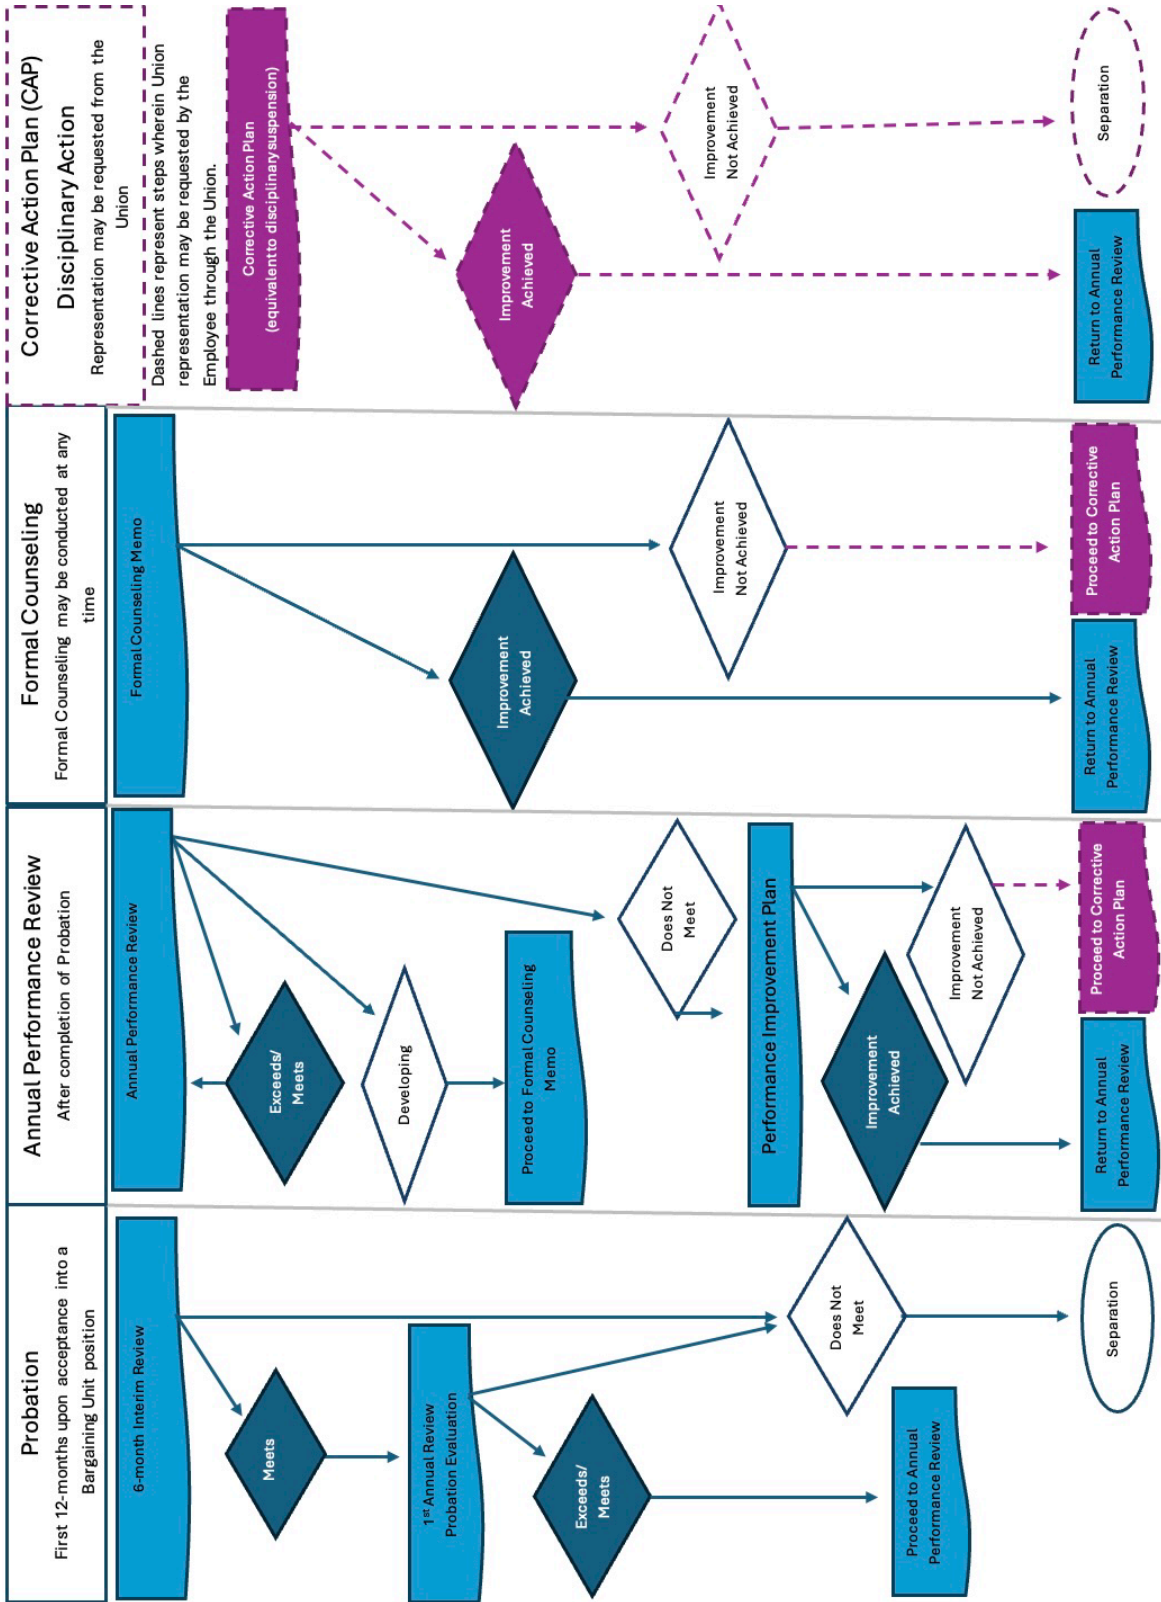 Probation
First 12-months upon acceptance into a
Bargaining Unit position
6-month Interim Review
Meets
1st Annual Review
Probation Evaluation
Exceeds/
Meets
Does Not
Meet
Proceed to Annual
Performance Review
Separation
Annual Performance Review
After completion of Probation
Annual Performance Review
Exceeds/
Meets
Developing
Proceed to Formal Counseling
Memo
Does Not
Meet
Performance Improvement Plan
Improvement
Achieved
Improvement
Not Achieved
Return to Annual
Performance Review
Proceed to Corrective
Action Plan
Formal Counseling
Formal Counseling may be conducted at any
time
Formal Counseling Memo
Improvement
Achieved
Improvement
Not Achieved
Return to Annual
Performance Review
Proceed to Corrective
Action Plan
Corrective Action Plan (CAP)
Disciplinary Action
Representation may be requested from the
Union
Dashed lines represent steps wherein Union
representation may be requested by the
Employee through the Union.
Corrective Action Plan
(equivalent to disciplinary suspension)
Improvement
Achieved
Improvement
Not Achieved
Return to Annual
Performance Review
Separation